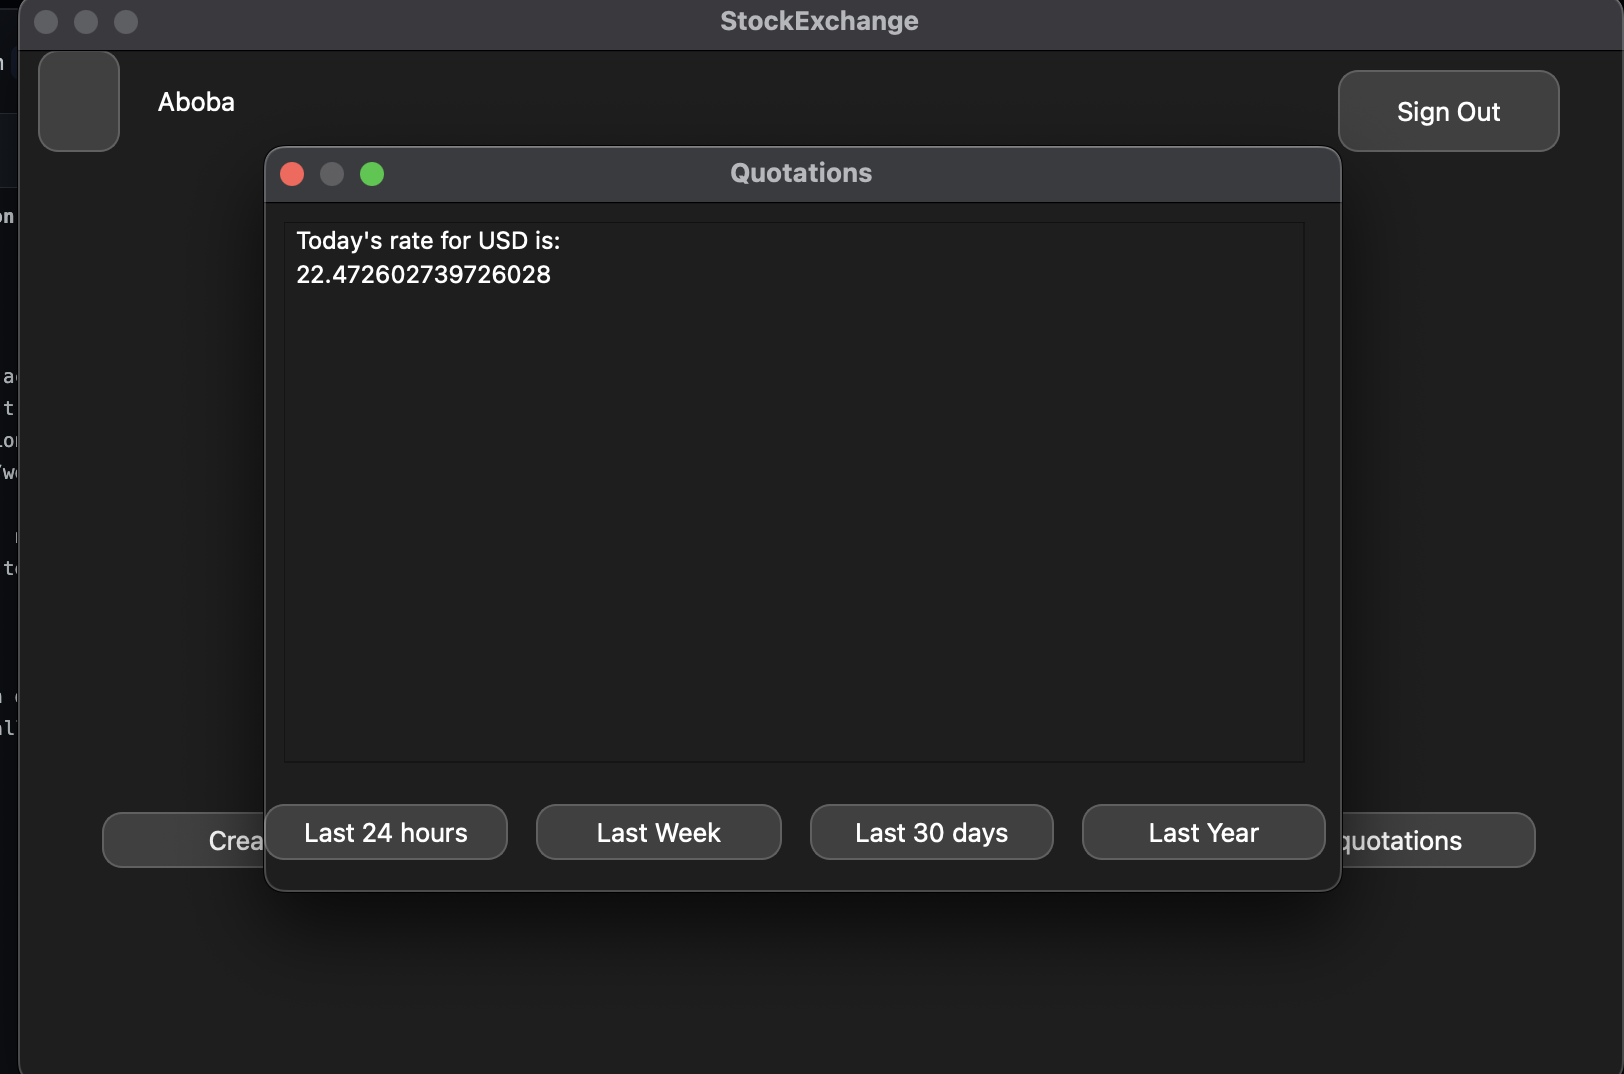 StockExchange
Aboba
Sign Out
Quotations
Today's rate for USD is:
22.472602739726028
Last 24 hours
Last Week
Last 30 days
Last Year
Crea
quotations